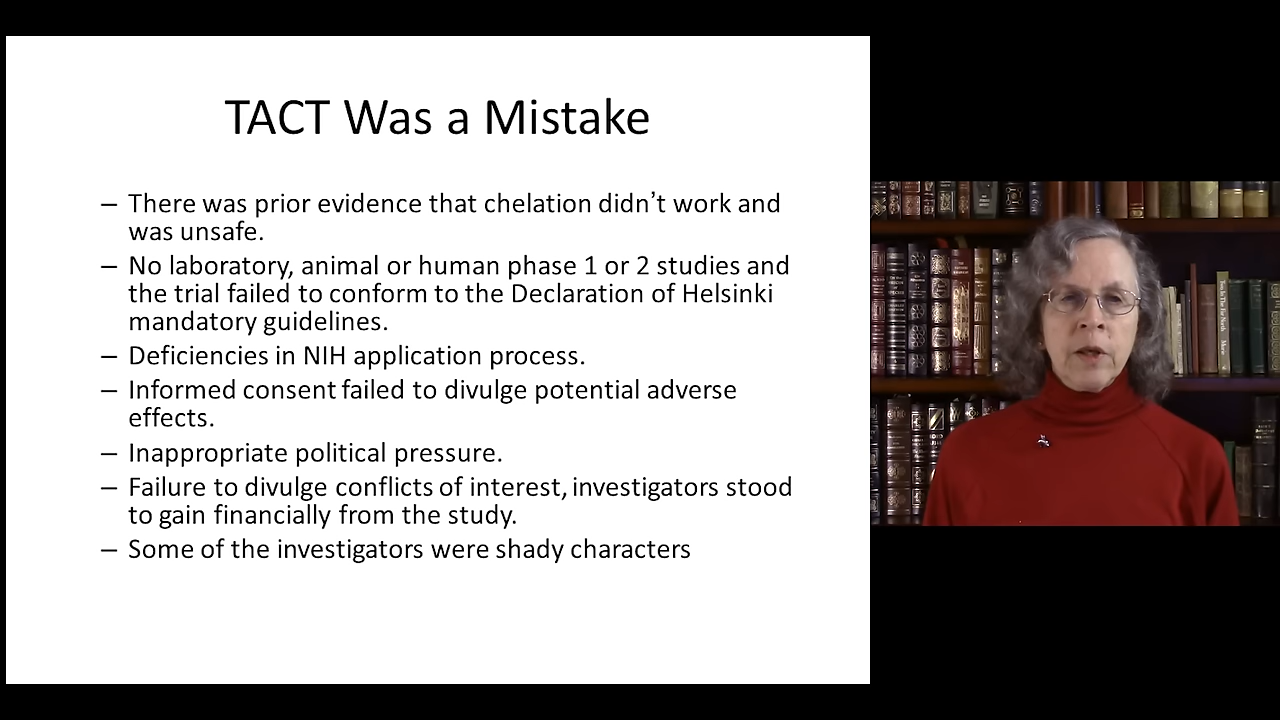 TACT Was a Mistake
– There was prior evidence that chelation didn’t work and
was unsafe.
– No laboratory, animal or human phase 1 or 2 studies and
the trial failed to conform to the Declaration of Helsinki
mandatory guidelines.
– Deficiencies in NIH application process.
– Informed consent failed to divulge potential adverse
effects.
– Inappropriate political pressure.
– Failure to divulge conflicts of interest, investigators stood
to gain financially from the study.
– Some of the investigators were shady characters